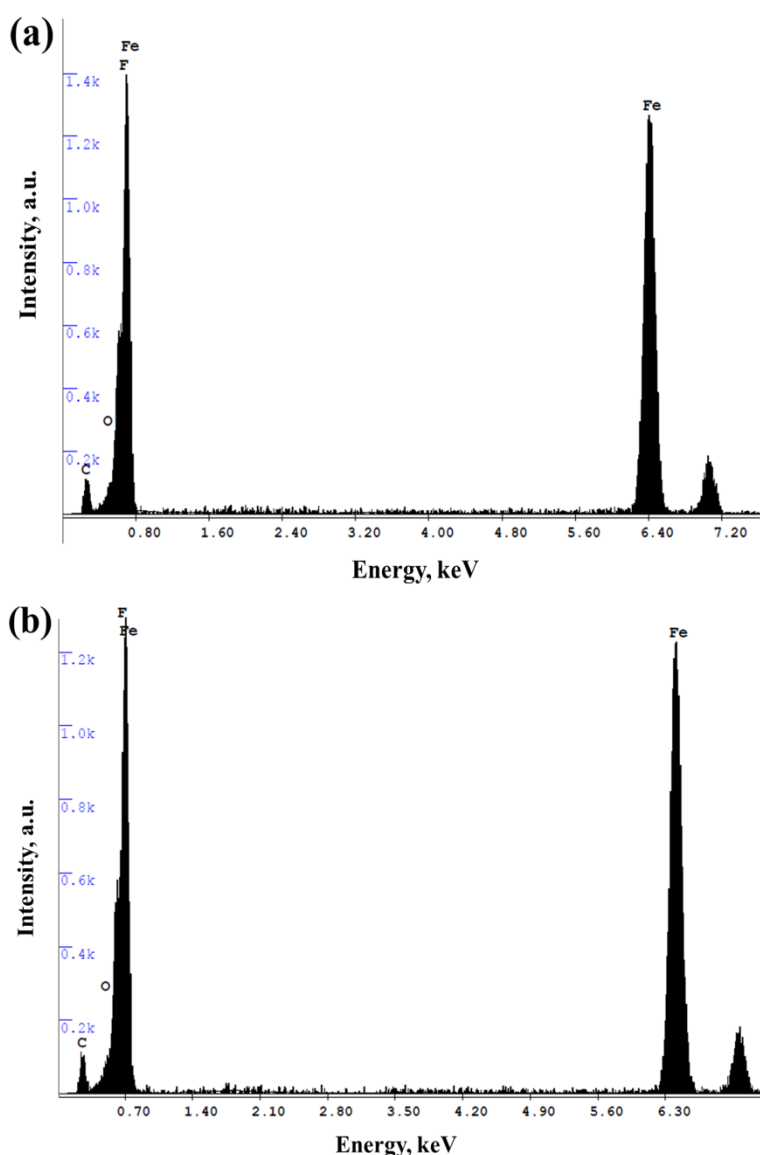 (a)
Fe
F
Fe
1.4k
1.2k
1.0k
0.8k
0.6k
0.4k
0.2k
O
C
Intensity, a.u.
0.80 1.60 2.40 3.20 4.00 4.80 5.60 6.40 7.20
Energy, keV
(b)
F
Fe
Fe
1.2k
1.0k
0.8k
0.6k
0.4k
0.2k
O
C
Intensity, a.u.
0.70 1.40 2.10 2.80 3.50 4.20 4.90 5.60 6.30
Energy, keV